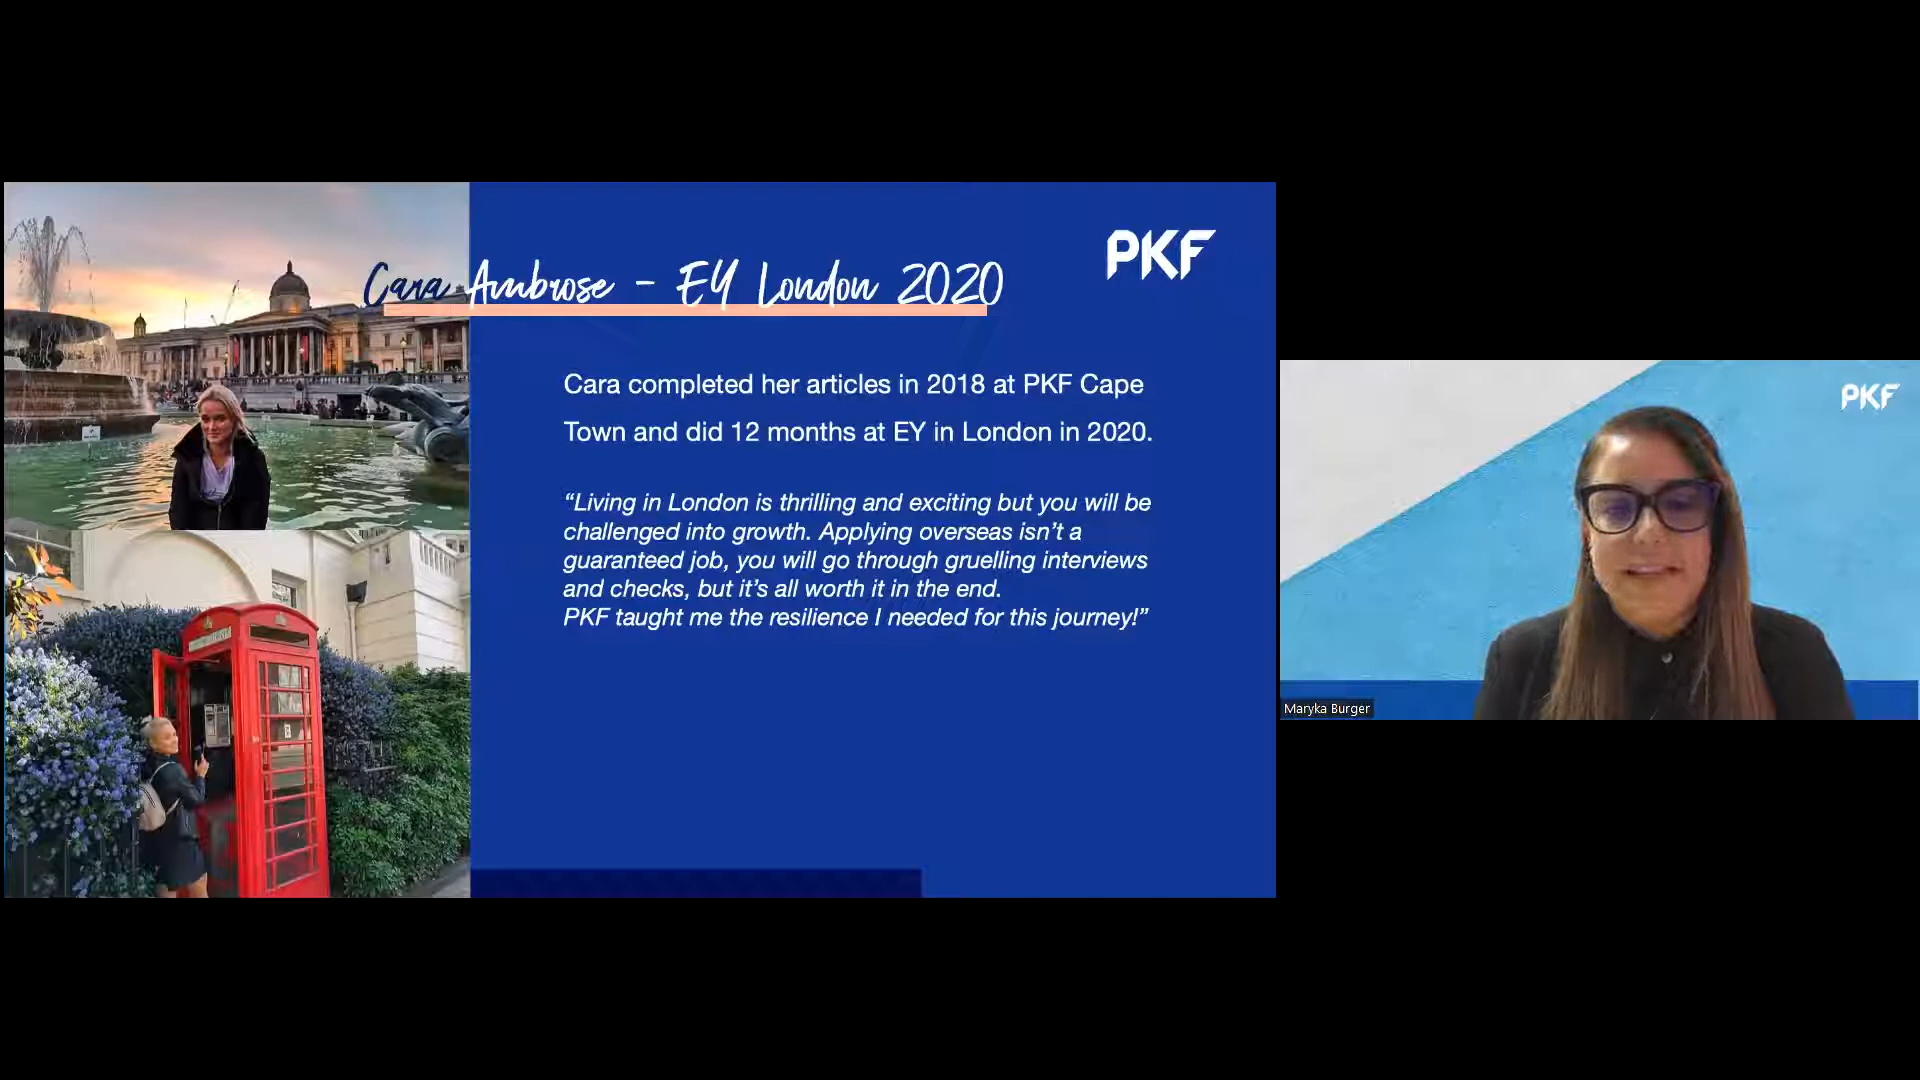 Cara Ambrose - EY London 2020
PKF
Cara completed her articles in 2018 at PKF Cape
Town and did 12 months at EY in London in 2020.
“Living in London is thrilling and exciting but you will be
challenged into growth. Applying overseas isn’t a
guaranteed job, you will go through gruelling interviews
and checks, but it’s all worth it in the end.
PKF taught me the resilience I needed for this journey!”
PKF
Maryka Burger